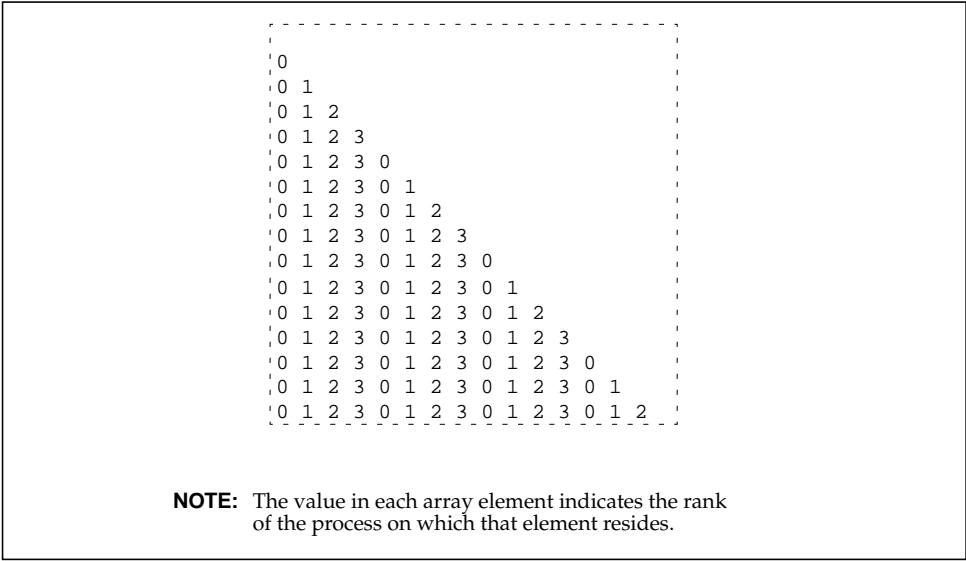 0
0 1
0 1 2
0 1 2 3
0 1 2 3 0
0 1 2 3 0 1
0 1 2 3 0 1 2
0 1 2 3 0 1 2 3
0 1 2 3 0 1 2 3 0
0 1 2 3 0 1 2 3 0 1
0 1 2 3 0 1 2 3 0 1 2
0 1 2 3 0 1 2 3 0 1 2 3
0 1 2 3 0 1 2 3 0 1 2 3 0
0 1 2 3 0 1 2 3 0 1 2 3 0 1
0 1 2 3 0 1 2 3 0 1 2 3 0 1 2
NOTE: The value in each array element indicates the rank
of the process on which that element resides.